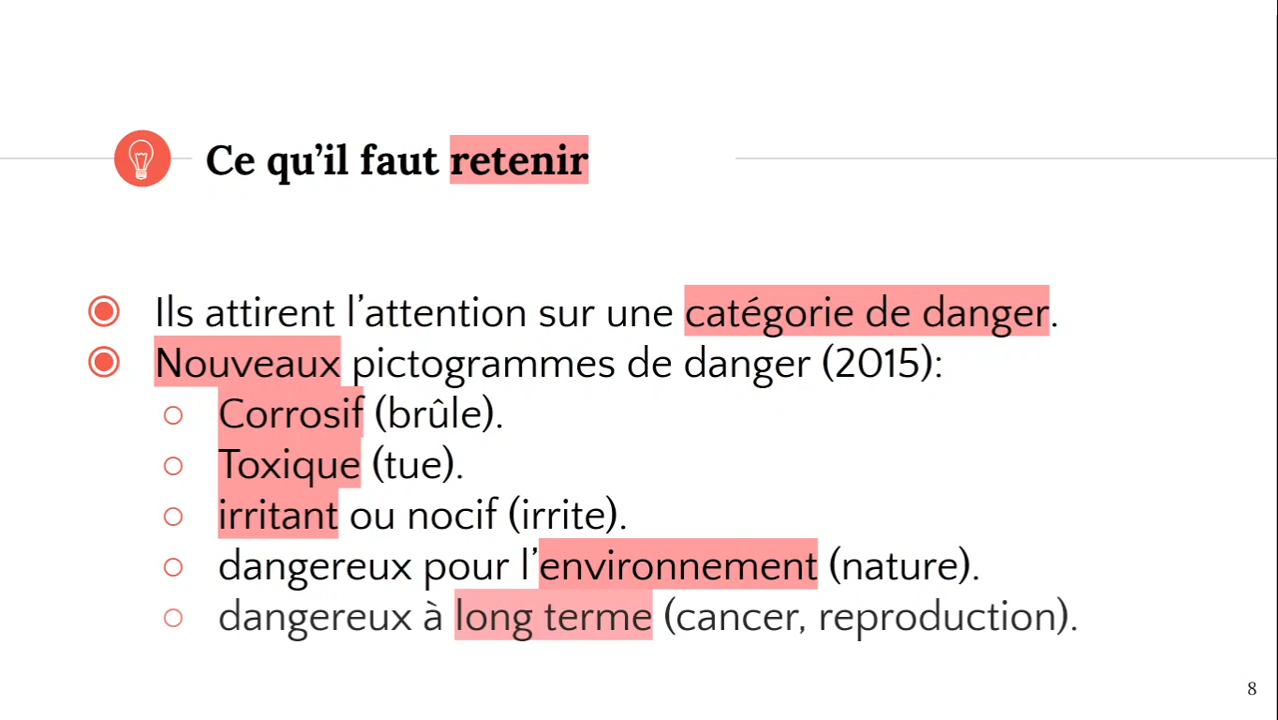 Ce qu’il faut retenir
Ils attirent l’attention sur une catégorie de danger.
Nouveaux pictogrammes de danger (2015):
Corrosif (brûle).
Toxique (tue).
irritant ou nocif (irrite).
dangereux pour l’environnement (nature).
dangereux à long terme (cancer, reproduction).
8